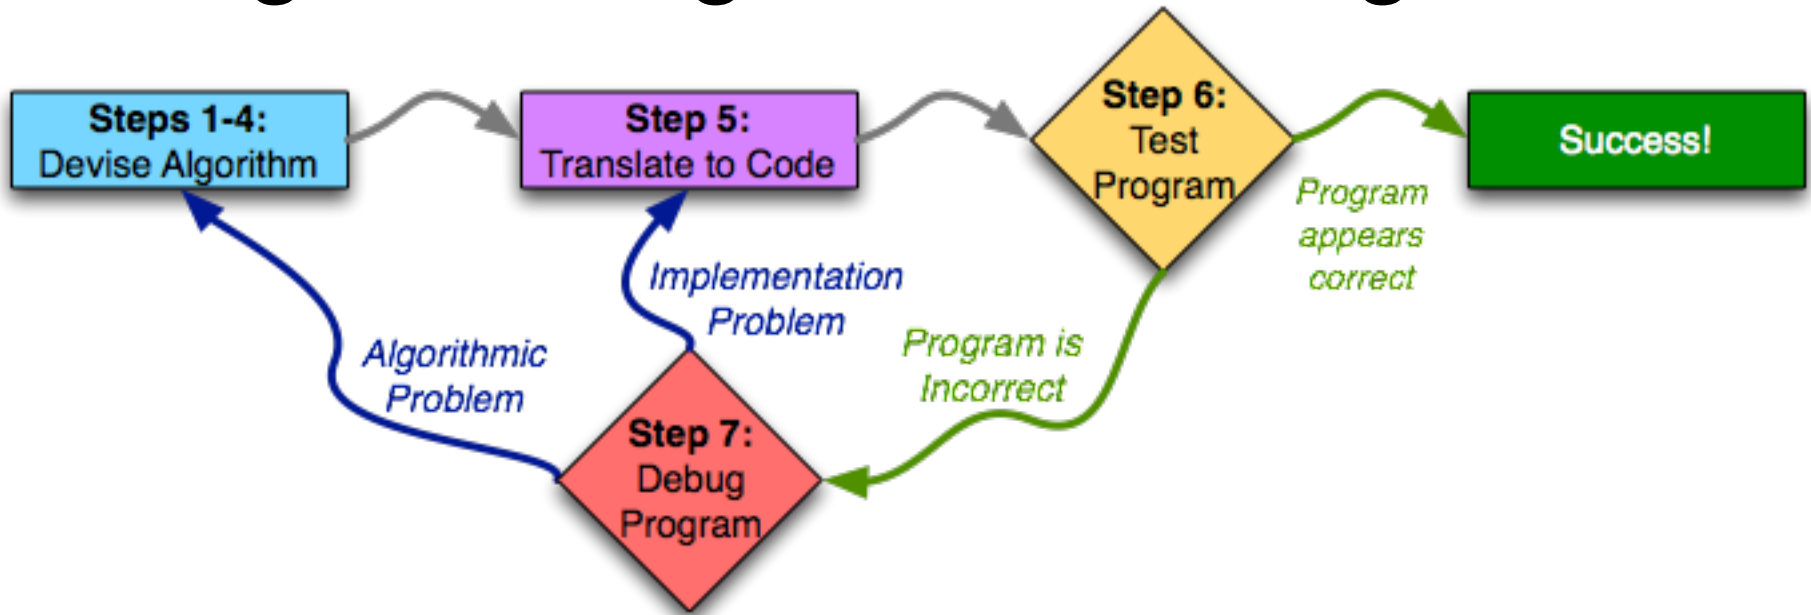 Steps 1-4:
Devise Algorithm
Step 5:
Translate to Code
Step 6:
Test
Program
Success!
Program
appears
correct
Implementation
Problem
Program is
Incorrect
Algorithmic
Problem
Step 7:
Debug
Program